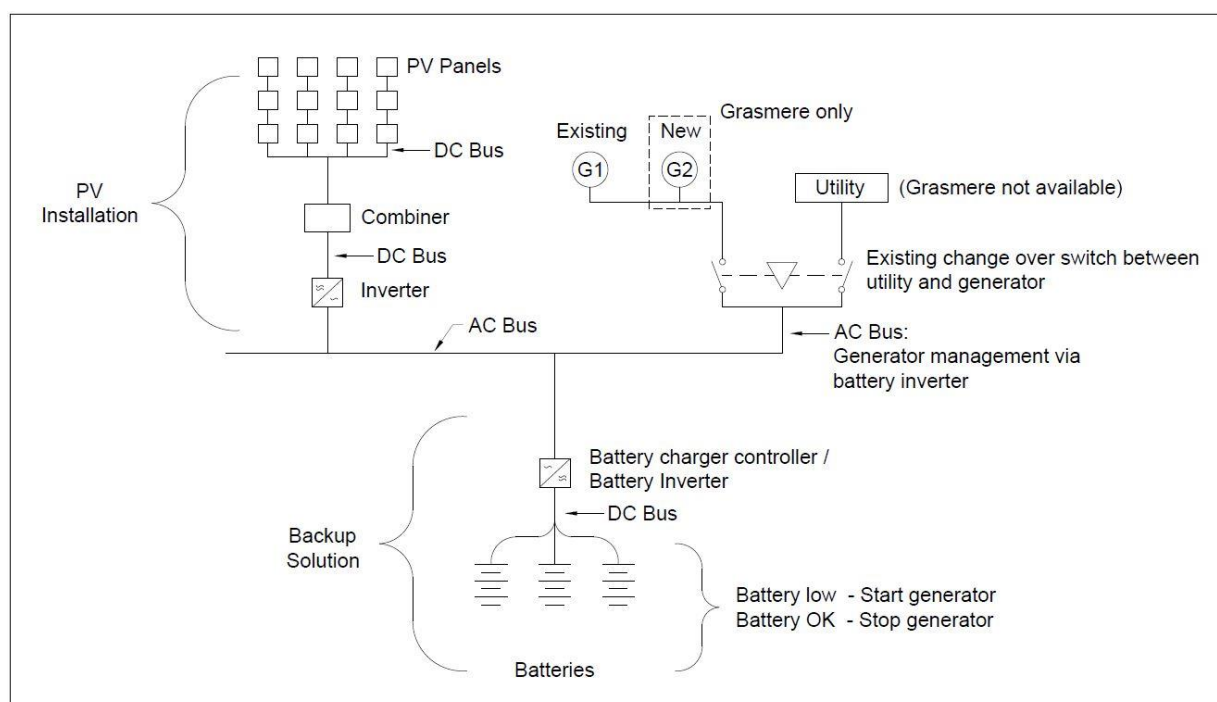 PV Panels
DC Bus
PV
Installation
Combiner
DC Bus
Inverter
AC Bus
Grasmere only
Existing
New
G1
G2
Utility
(Grasmere not available)
Existing change over switch between
utility and generator
AC Bus:
Generator management via
battery inverter
Battery charger controller /
Battery Inverter
DC Bus
Backup
Solution
Battery low - Start generator
Battery OK - Stop generator
Batteries